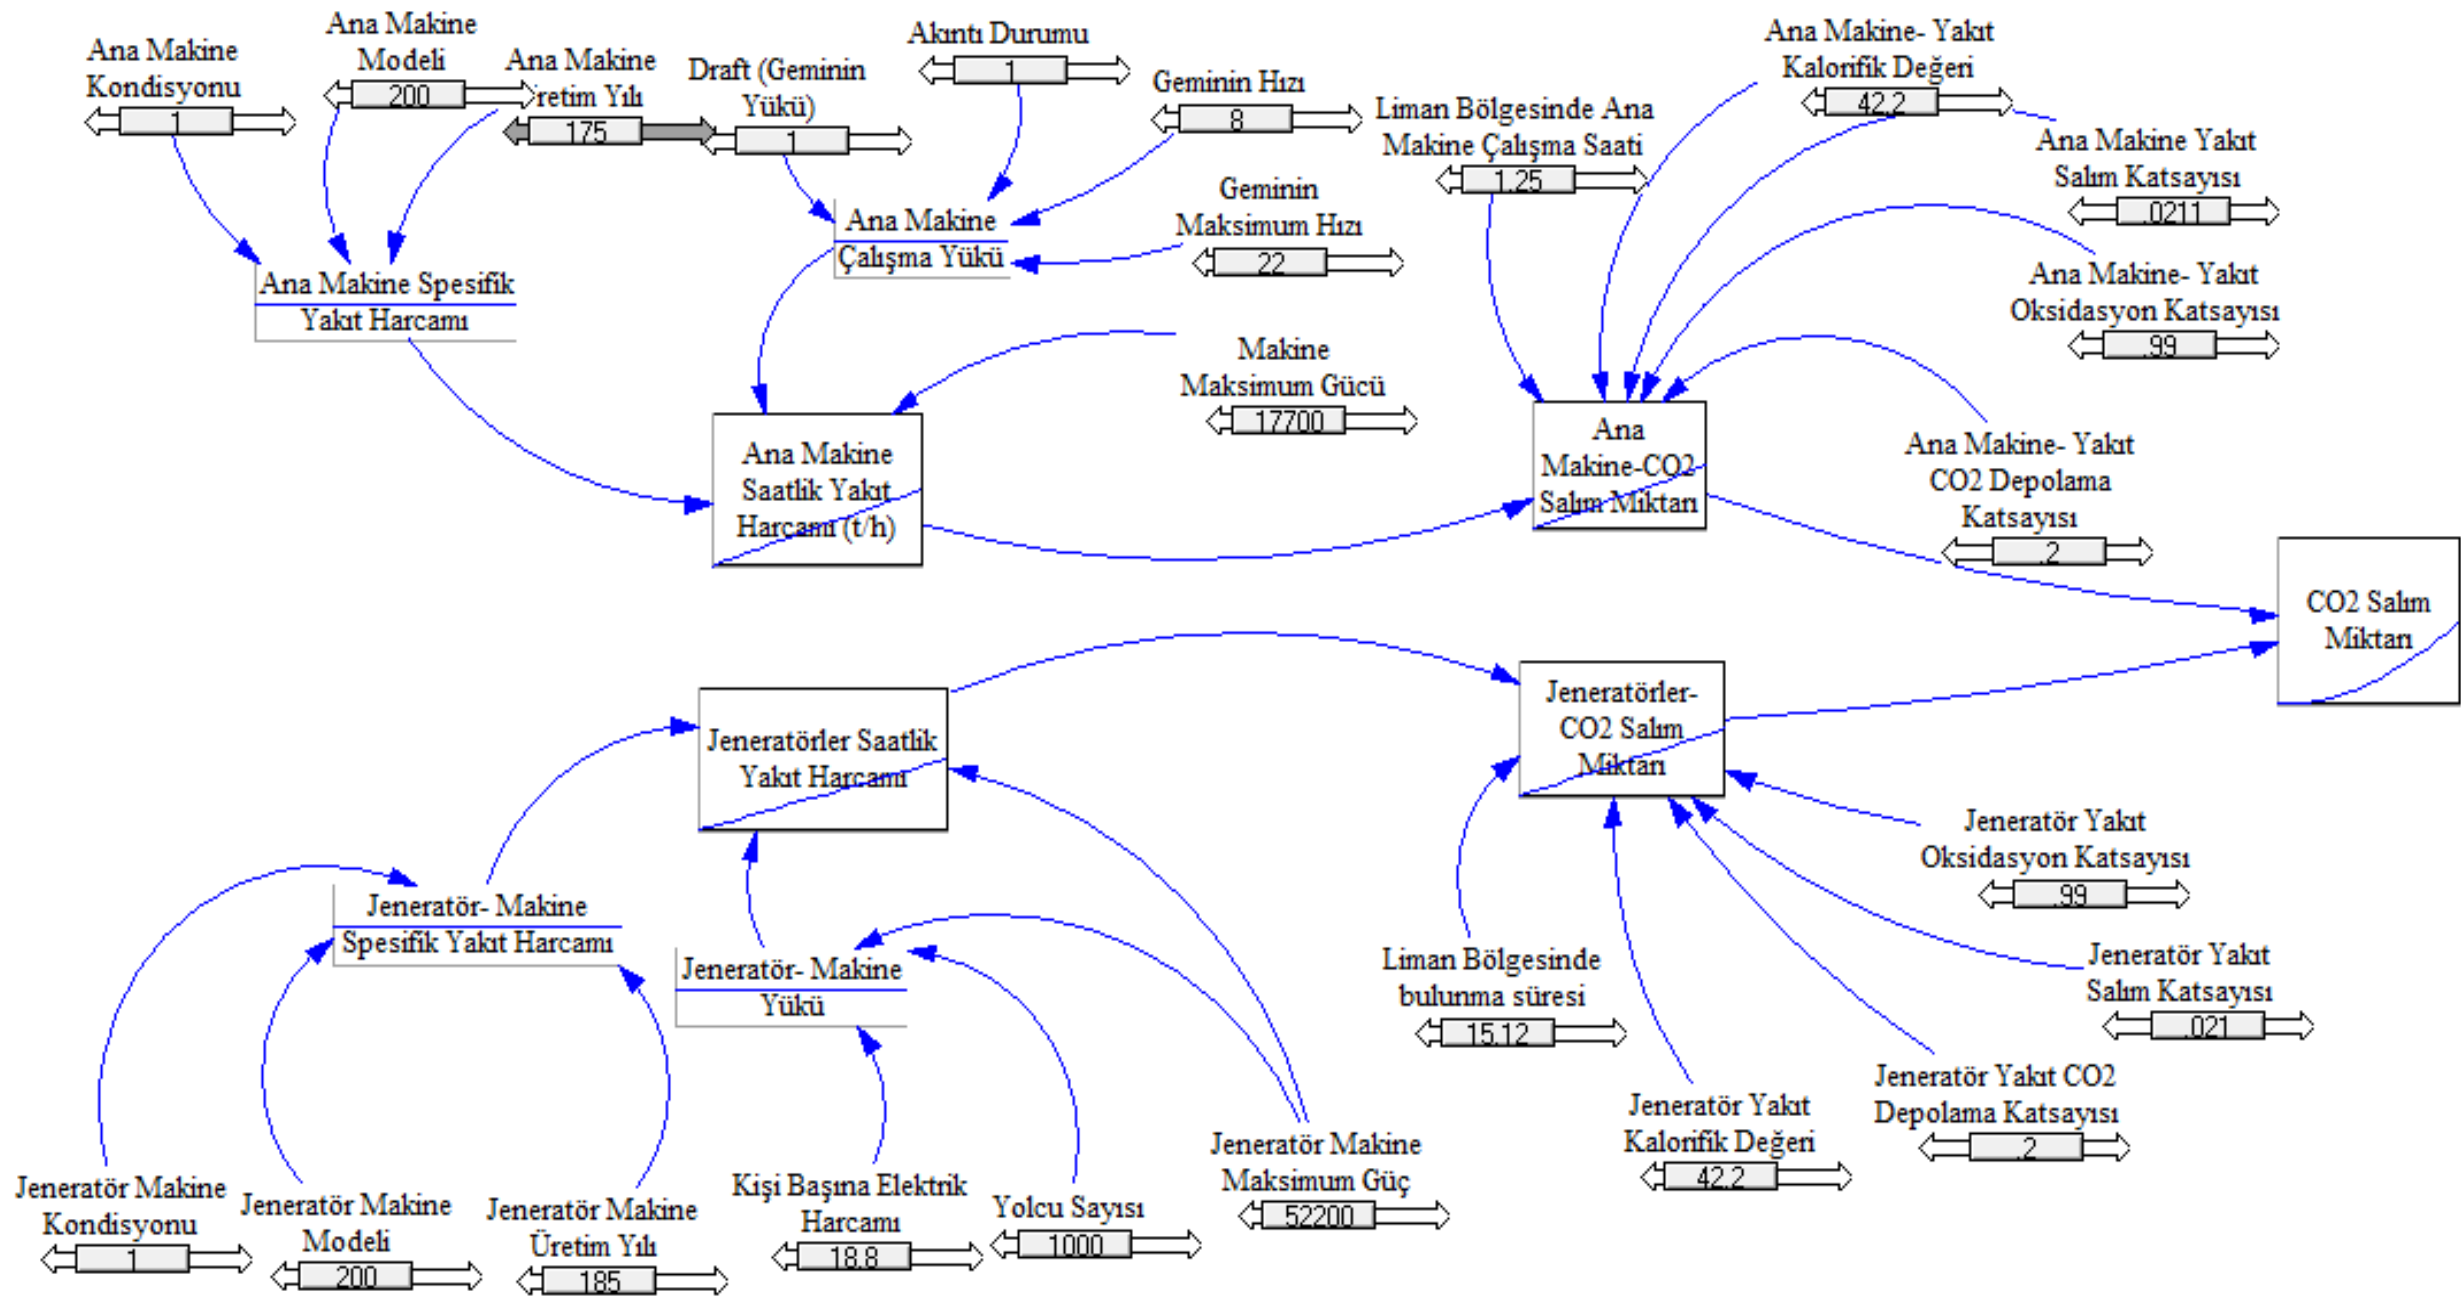 Ana Makine
Kondisyonu
1
Ana Makine
Modeli
200
Ana Makine
retim Yılı
175
Draft (Geminin
Yükü)
1
Akıntı Durumu
1
Geminin Hızı
8
Geminin
Maksimum Hızı
22
Ana Makine
Çalışma Yükü
Ana Makine Spesifik
Yakıt Harcamı
Makine
Maksimum Gücü
17700
Ana Makine
Saatlik Yakıt
Harcamı (t/h)
Liman Bölgesinde Ana
Makine Çalışma Saati
1.25
Ana Makine- Yakıt
Kalorifik Değeri
42.2
Ana Makine Yakıt
Salım Katsayısı
.0211
Ana Makine- Yakıt
Oksidasyon Katsayısı
.99
Ana
Makine-CO2
Salım Miktarı
Ana Makine- Yakıt
CO2 Depolama
Katsayısı
.2
CO2 Salım
Miktarı
Jeneratörler Saatlik
Yakıt Harcamı
Jeneratörler-
CO2 Salım
Miktarı
Jeneratör Yakıt
Oksidasyon Katsayısı
.99
Jeneratör- Makine
Spesifik Yakıt Harcamı
Jeneratör- Makine
Yükü
Liman Bölgesinde
bulunma süresi
15.12
Jeneratör Yakıt
Salım Katsayısı
.021
Jeneratör Yakıt CO2
Depolama Katsayısı
.2
Jeneratör Yakıt
Kalorifik Değeri
42.2
Jeneratör Makine
Kondisyonu
1
Jeneratör Makine
Modeli
200
Jeneratör Makine
Üretim Yılı
185
Kişi Başına Elektrik
Harcamı
18.8
Yolcu Sayısı
1000
Jeneratör Makine
Maksimum Güç
52200